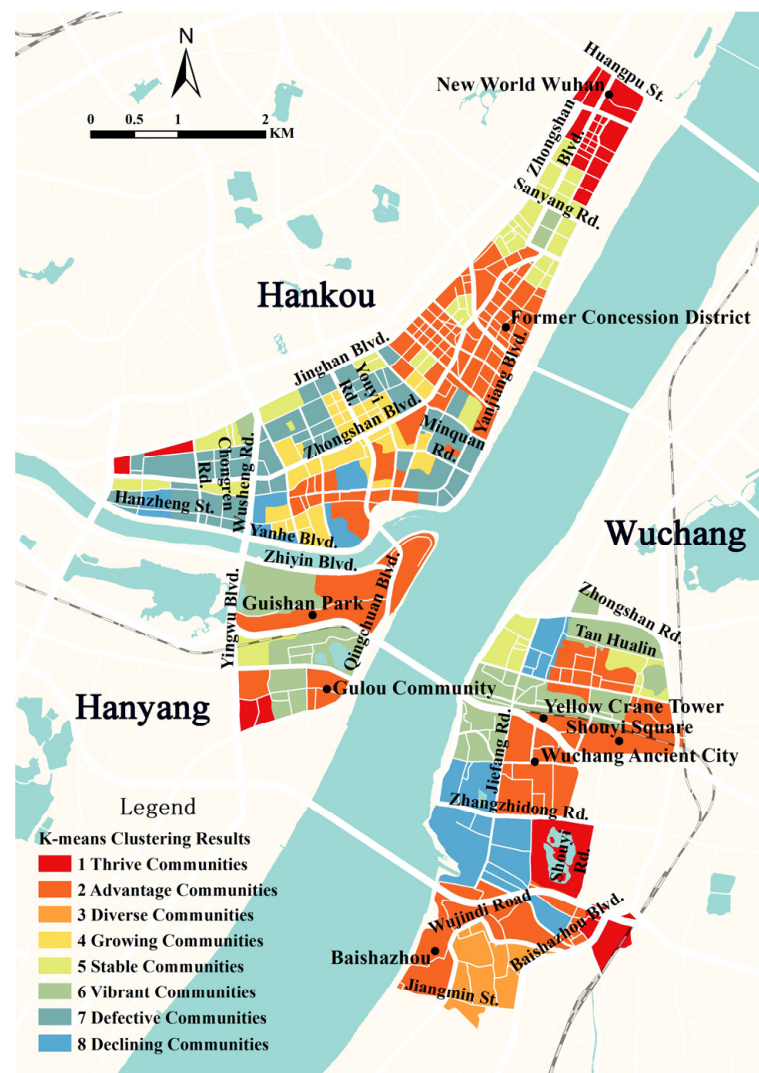 N
0 0.5 1 2
KM
Huangpu St.
New World Wuhan
Zhongshan
Blvd.
Sanyang Rd.
Hankou
Former Concession District
Jinghan Blvd.
Youyi
Rd.
Yanjiang Blvd.
Zhongshan Blvd.
Minquan
Rd.
Chongren
Rd.
Wusheng Rd.
Hanzheng St.
Yanhe Blvd.
Wuchang
Zhiyin Blvd.
Guishan Park
Qingchuan Blvd.
Yingwu Blvd.
Zhongshan Rd.
Tan Hualin
Gulou Community
Hanyang
Yellow Crane Tower
Shouyi Square
Jiefang Rd.
Wuchang Ancient City
Zhangzhidong Rd.
Shouyi
Rd.
Wujindi Road
Baishazhou Blvd.
Baishazhou
Jiangmin St.
Legend
K-means Clustering Results
1 Thrive Communities
2 Advantage Communities
3 Diverse Communities
4 Growing Communities
5 Stable Communities
6 Vibrant Communities
7 Defective Communities
8 Declining Communities